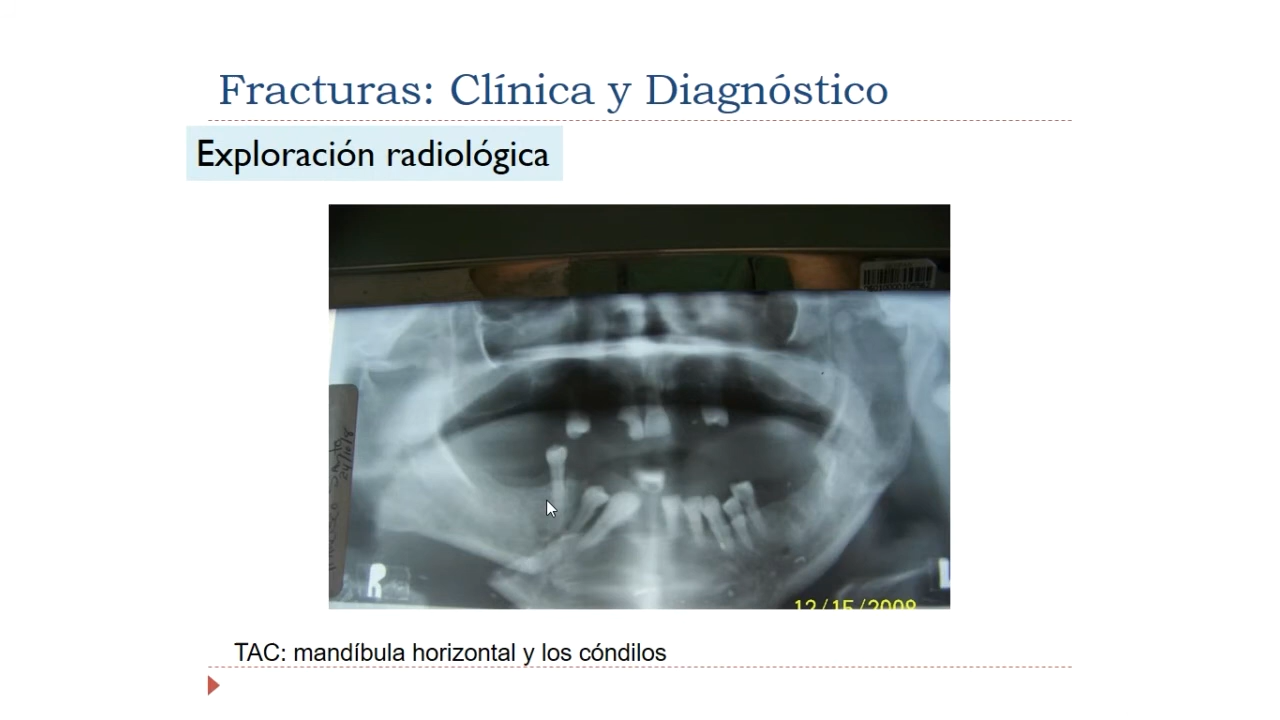 Fracturas: Clínica y Diagnóstico
Exploración radiológica
R
L
12/15/2009
TAC: mandíbula horizontal y los cóndilos